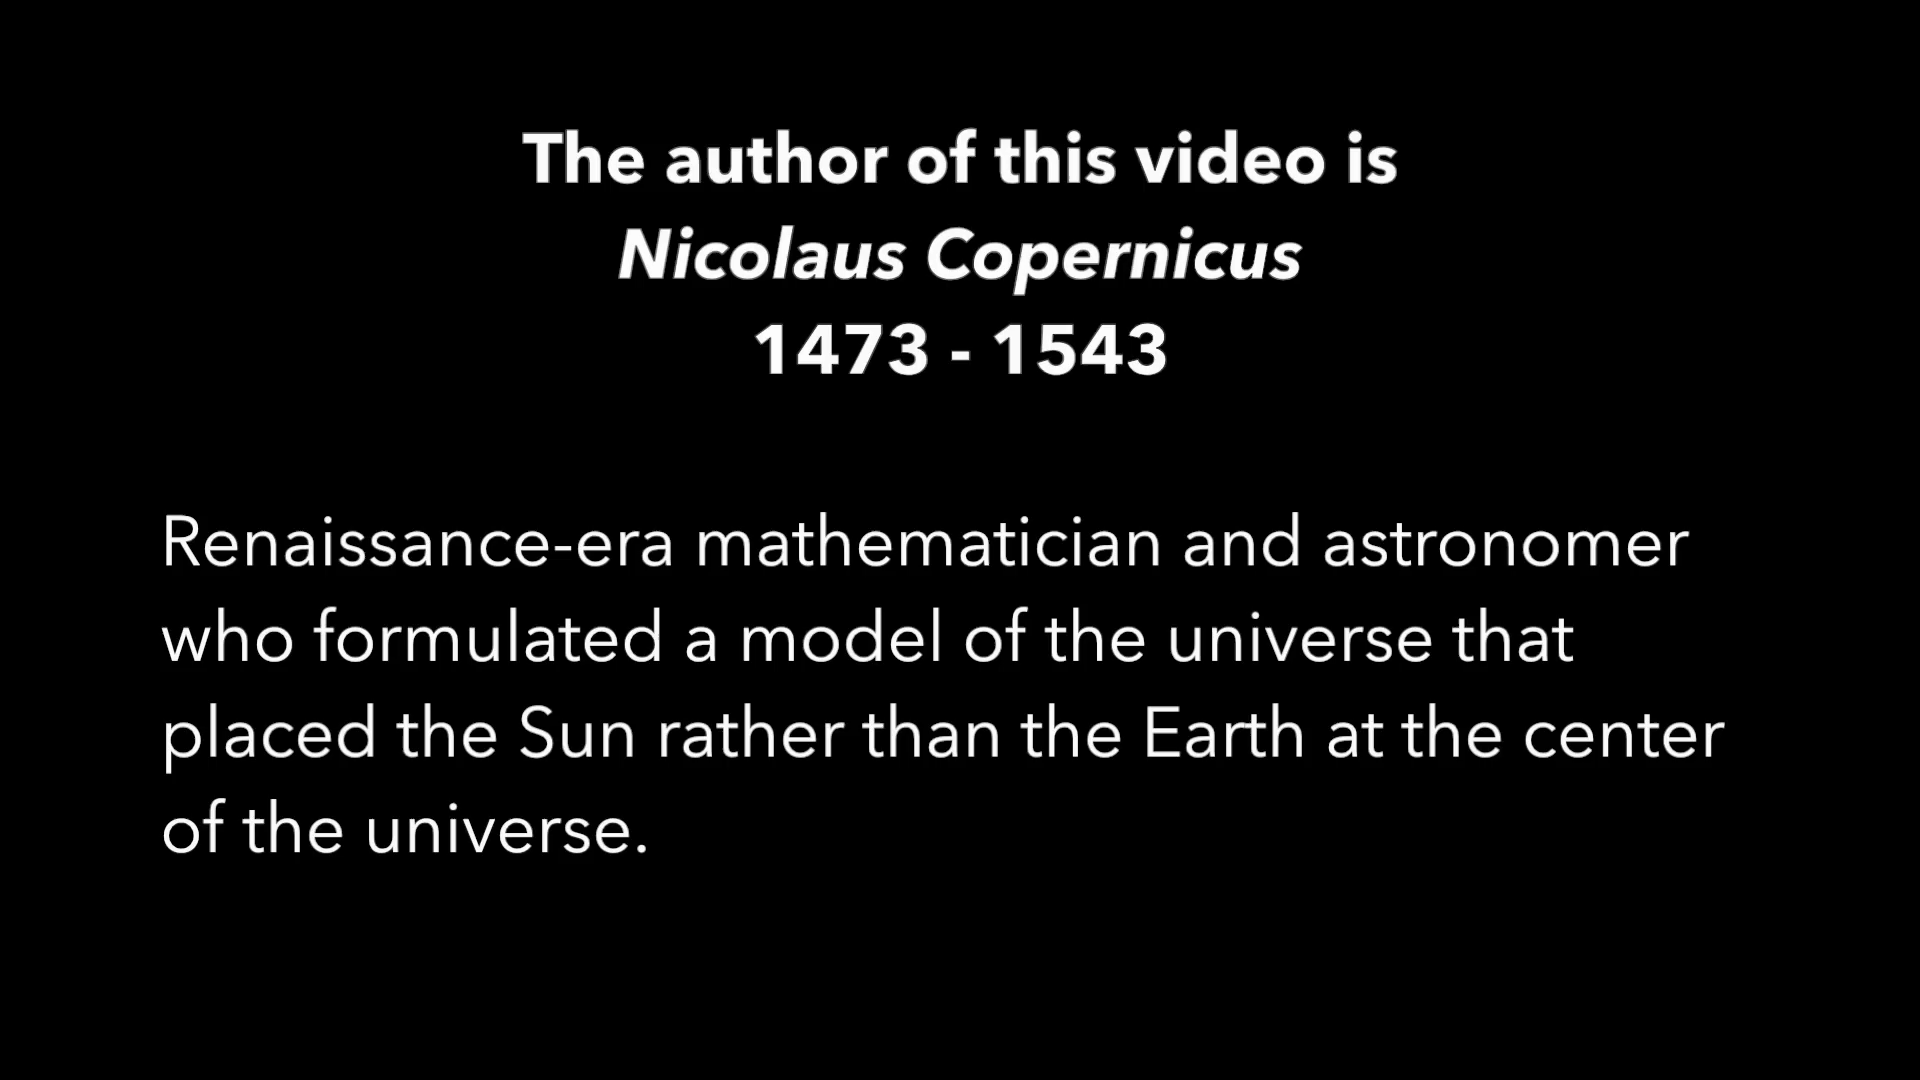 The author of this video is
Nicolaus Copernicus
1473 - 1543
Renaissance-era mathematician and astronomer
who formulated a model of the universe that
placed the Sun rather than the Earth at the center
of the universe.